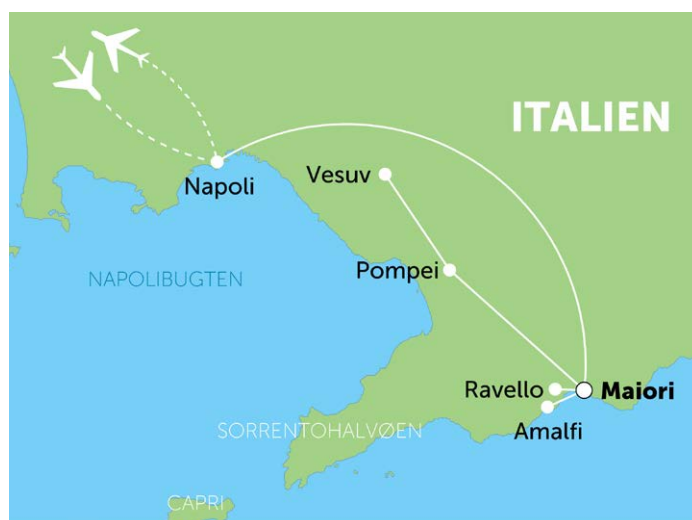 ITALIEN
Napoli
Vesuv
Pompei
NAPOLIBUGTEN
Ravello
Maiori
Amalfi
SORRENTOHALVØEN
CAPRI